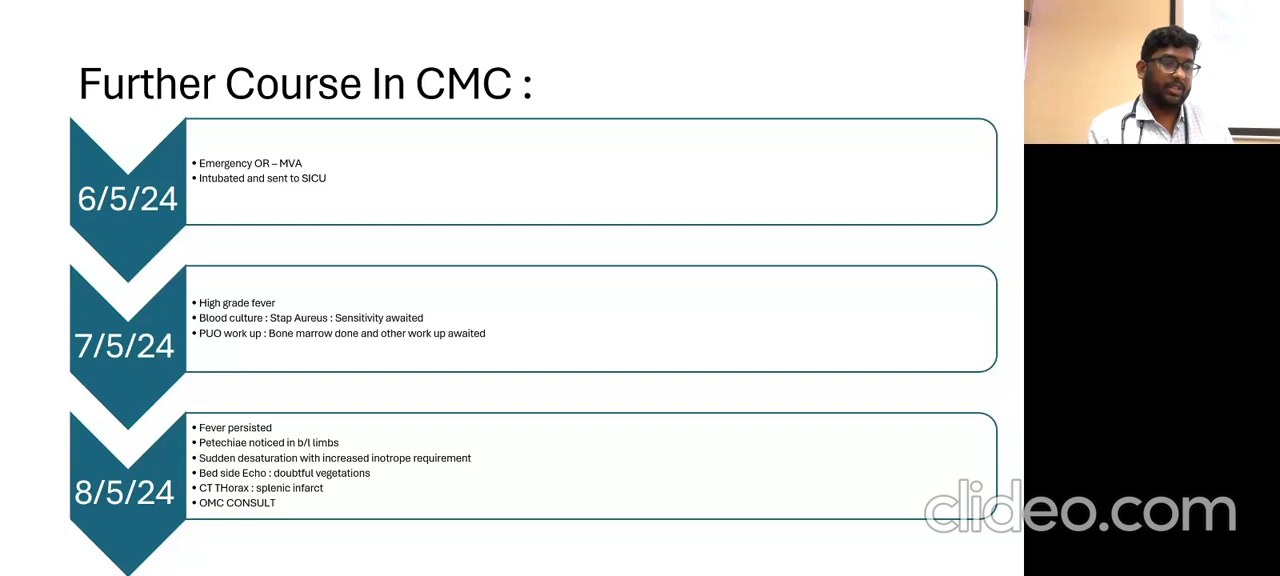 Further Course In CMC :
6/5/24
• Emergency OR – MVA
• Intubated and sent to SICU
7/5/24
• High grade fever
• Blood culture : Stap Aureus : Sensitivity awaited
• PUO work up : Bone marrow done and other work up awaited
8/5/24
• Fever persisted
• Petechiae noticed in b/l limbs
• Sudden desaturation with increased inotrope requirement
• Bed side Echo : doubtful vegetations
• CT THorax : splenic infarct
• OMC CONSULT
clideo.com